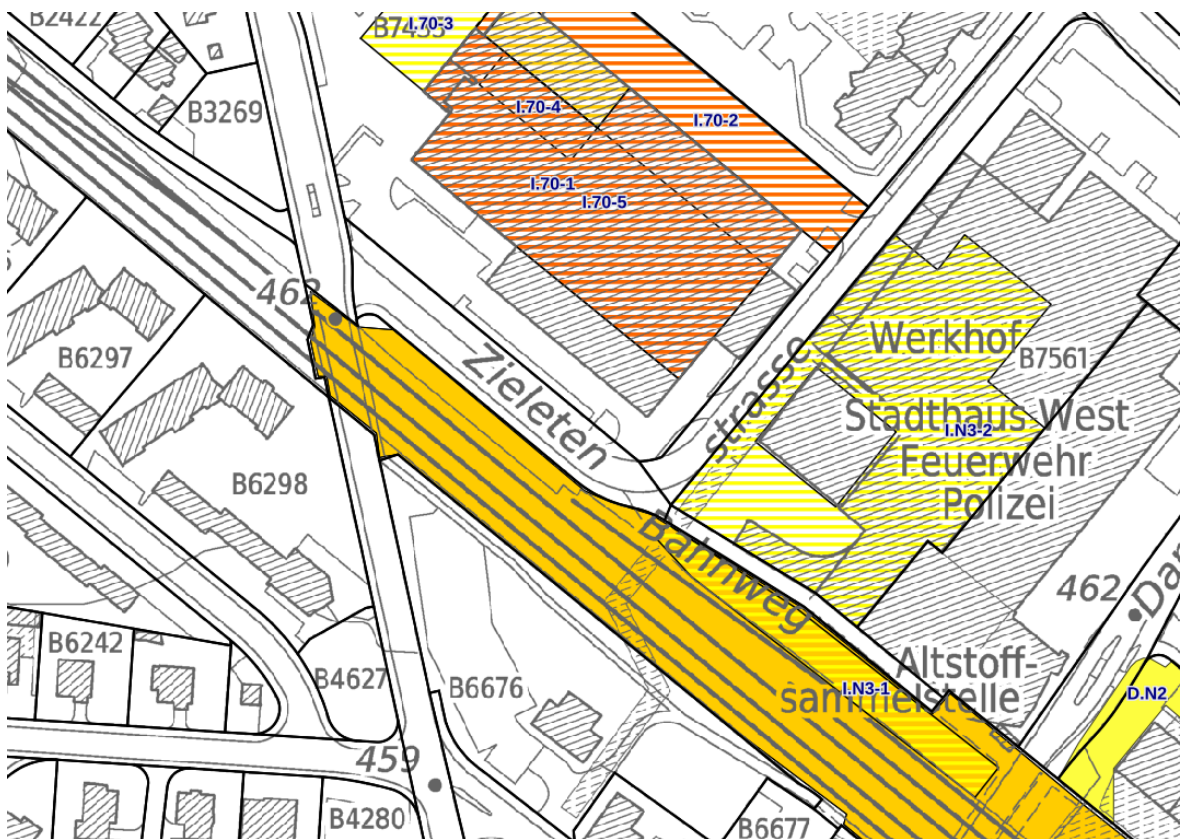 B2422
B7433
I.70-3
B3269
I.70-4
I.70-2
I.70-1
I.70-5
462
Zieleten
strasse
Werkhof
B7561
Stadthaus West
I.N3-2
Feuerwehr
Polizei
B6297
B6298
Bahnweg
462
B6242
B4627
B6676
Altstoff-
sammelstelle
I.N3-1
D.N2
459
B4280
B6677